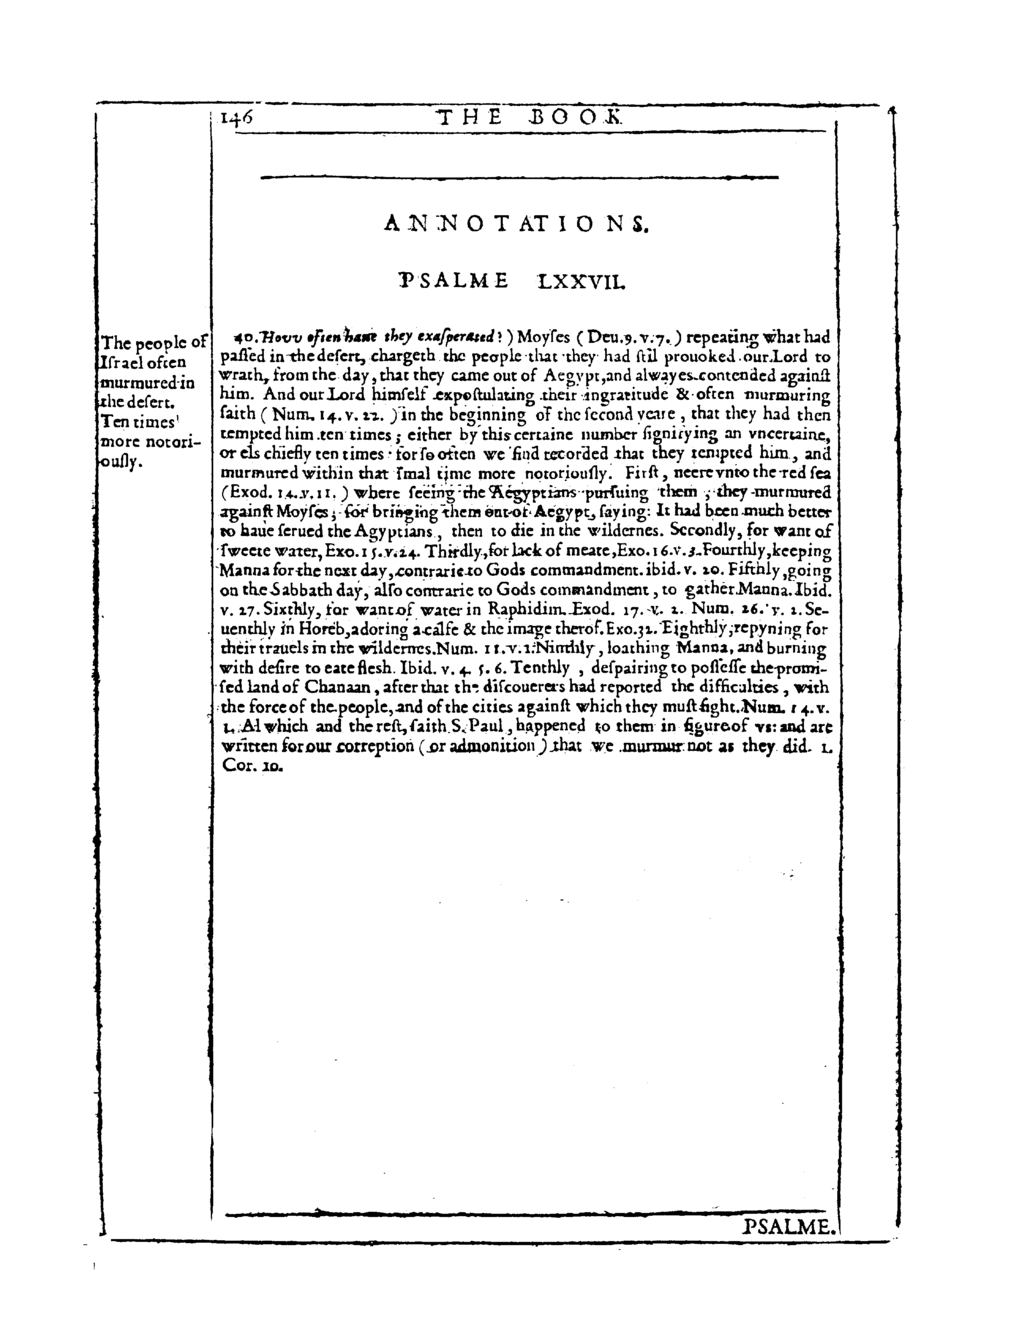 146 THE BOOK
ANNOTATIONS.
PSALME LXXVII.
The people of
Iſrael often
murmured in
the deſert.
Ten times
more notori-
ouſly.
40. Hovv often haue they exaſperated?) Moyſes (Deu.9.v.7.) repeating what had
paſſed in the deſert, chargeth the people that they had ſtil prouoked our Lord to
wrath, from the day, that they came out of Aegypt,and alwayes contended againſt
him. And our Lord himſelf expoſtulating their ingratitude & often murmuring
ſaith (Num. 14. v. 22.) in the beginning of the ſecond yeare, that they had then
tempted him ten times; either by this certaine number ſignifying an vncertaine,
or els chiefly ten times: for ſo often we find recorded that they tempted him, and
murmured within that ſmal time more notoriouſly. Firſt, neere vnto the red ſea
(Exod. 14.v.11.) where ſeeing the Aegyptians purſuing them, they murmured
againſt Moyſes; for bringing them out of Aegypt, ſaying: It had been much better
to haue ſerued the Agyptians, then to die in the wildernes. Secondly, for want of
ſweete water, Exo.15.v.24. Thirdly,for lack of meate,Exo.16.v.3.Fourthly,keeping
Manna for the next day,contrarie to Gods commandment. ibid. v. 20. Fifthly,going
on the Sabbath day, alſo contrarie to Gods commandment, to gather Manna. Ibid.
v. 27. Sixthly, for want of water in Raphidim. Exod. 17. v. 2. Num. 26. v. 1. Se-
uenthly in Horeb,adoring a calfe & the image therof. Exo.32. Eighthly,repyning for
their trauels in the wildernes.Num. 11.v.1.Ninthly, loathing Manna, and burning
with deſire to eate fleſh. Ibid. v. 4. 5. 6. Tenthly, deſpairing to poſſeſſe the promi-
ſed land of Chanaan, after that the diſcouerers had reported the difficulties, with
the force of the people, and of the cities againſt which they muſt fight. Num. 14. v.
1. Al which and the reſt, ſaith S. Paul, happened to them in figure of vs: and are
written for our correption (or admonition) that we murmur not as they did. 1.
Cor. 10.
PSALME.